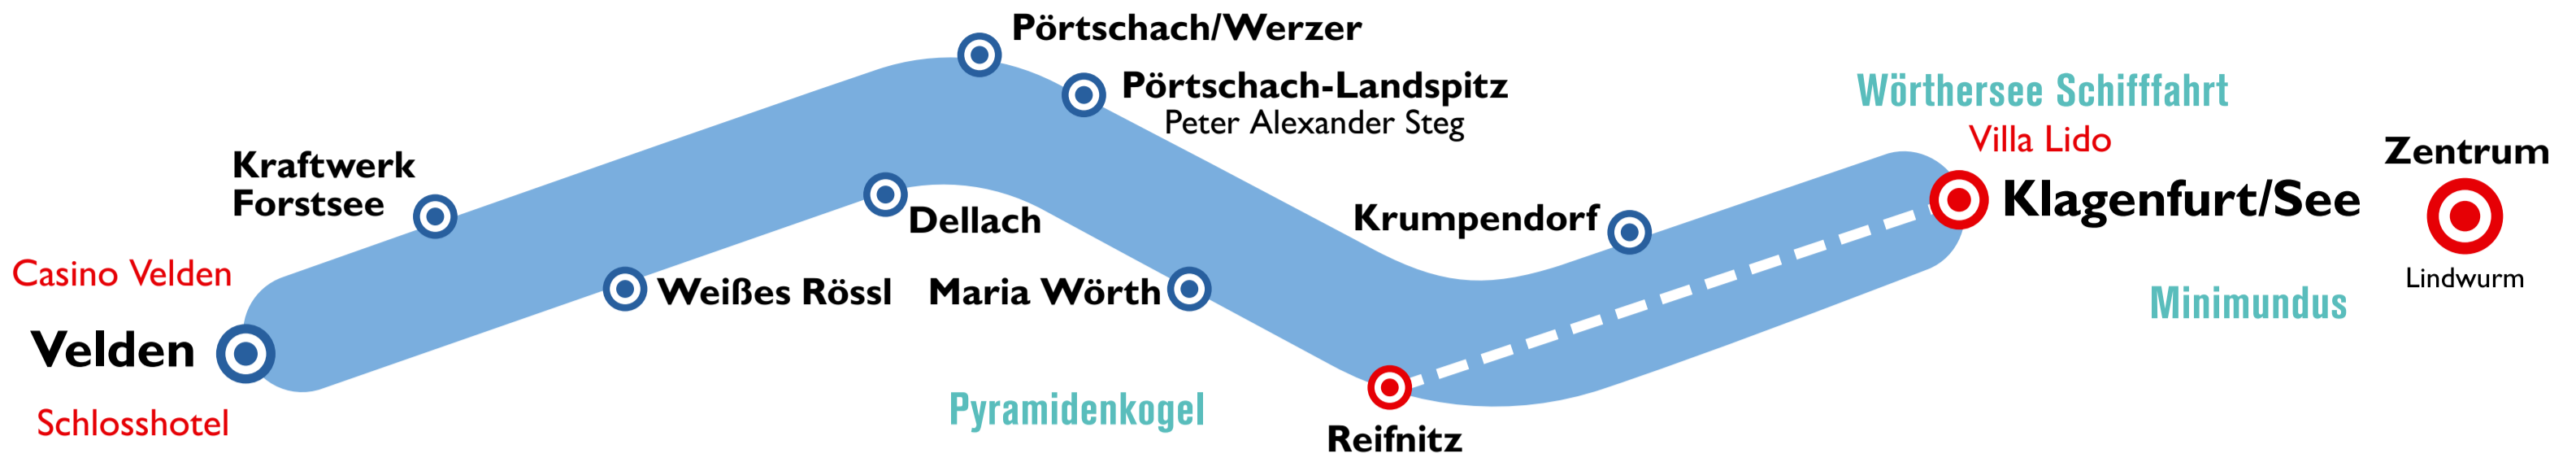 Pörtschach/Werzer
Pörtschach-Landspitz
Peter Alexander Steg
Wörthersee Schifffahrt
Villa Lido
Zentrum
Kraftwerk
Forstsee
Klagenfurt/See
Dellach
Krumpendorf
Casino Velden
Lindwurm
Weißes Rössl
Maria Wörth
Minimundus
Velden
Pyramidenkogel
Schlosshotel
Reifnitz